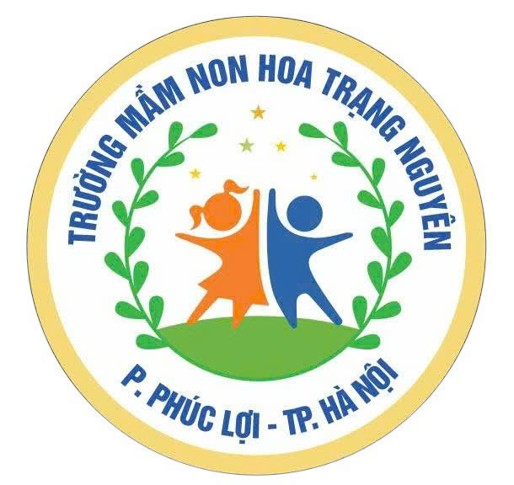 TRƯỜNG MẦM NON HOA TRẠNG NGUYÊN
P. PHÚC LỢI - TP. HÀ NỘI